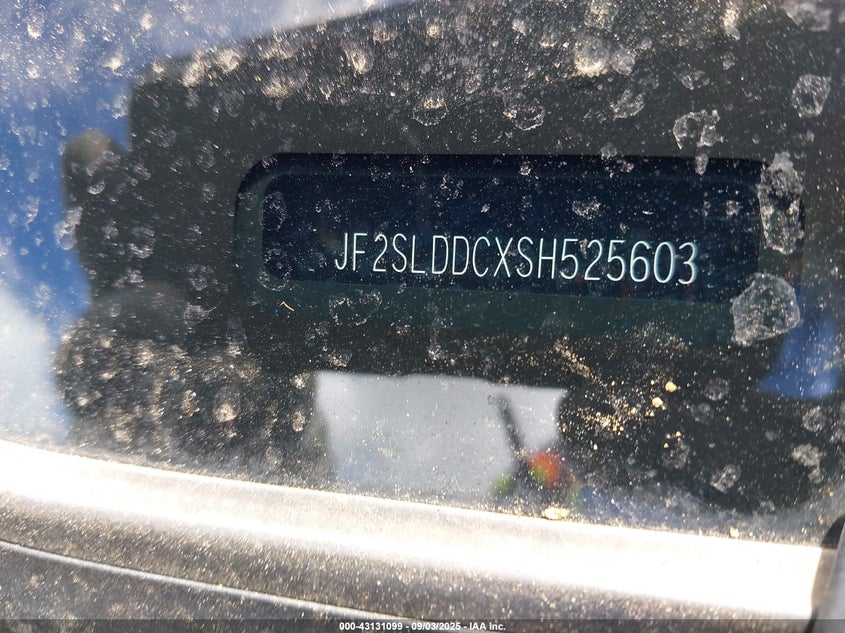 JF2SLDDCXSH525603
000-43131099 - 09/03/2025 - IAA Inc.